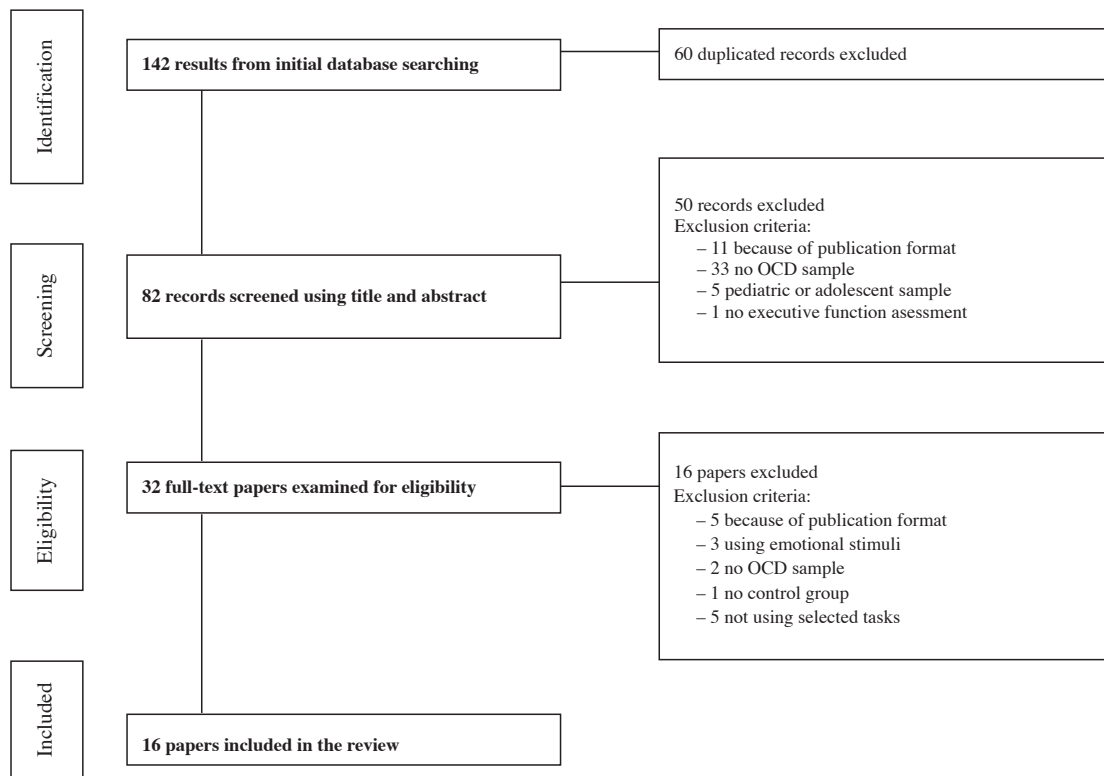 Identification
142 results from initial database searching
60 duplicated records excluded
Screening
82 records screened using title and abstract
50 records excluded
Exclusion criteria:
– 11 because of publication format
– 33 no OCD sample
– 5 pediatric or adolescent sample
– 1 no executive function asessment
Eligibility
32 full-text papers examined for eligibility
16 papers excluded
Exclusion criteria:
– 5 because of publication format
– 3 using emotional stimuli
– 2 no OCD sample
– 1 no control group
– 5 not using selected tasks
Included
16 papers included in the review